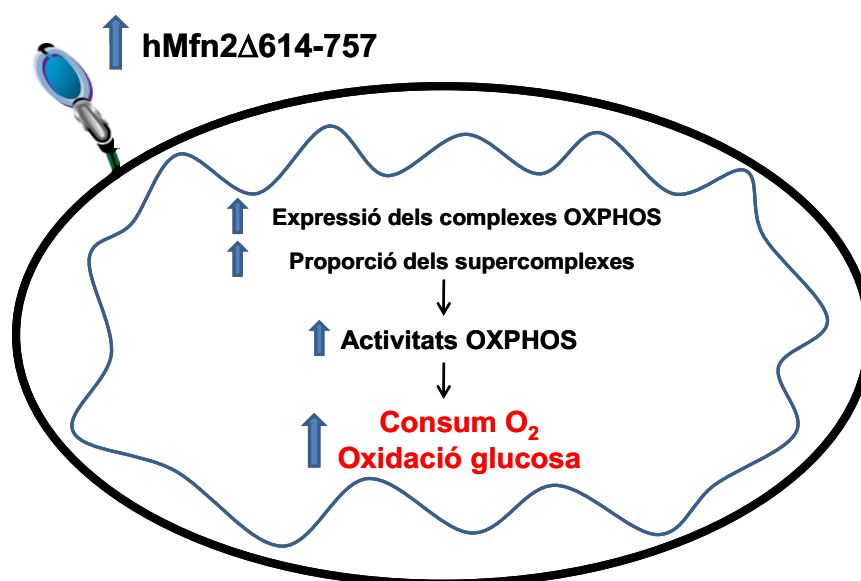 hMfn2Δ614-757
Expressió dels complexes OXPHOS
Proporció dels supercomplexes
Activitats OXPHOS
Consum O₂
Oxidació glucosa